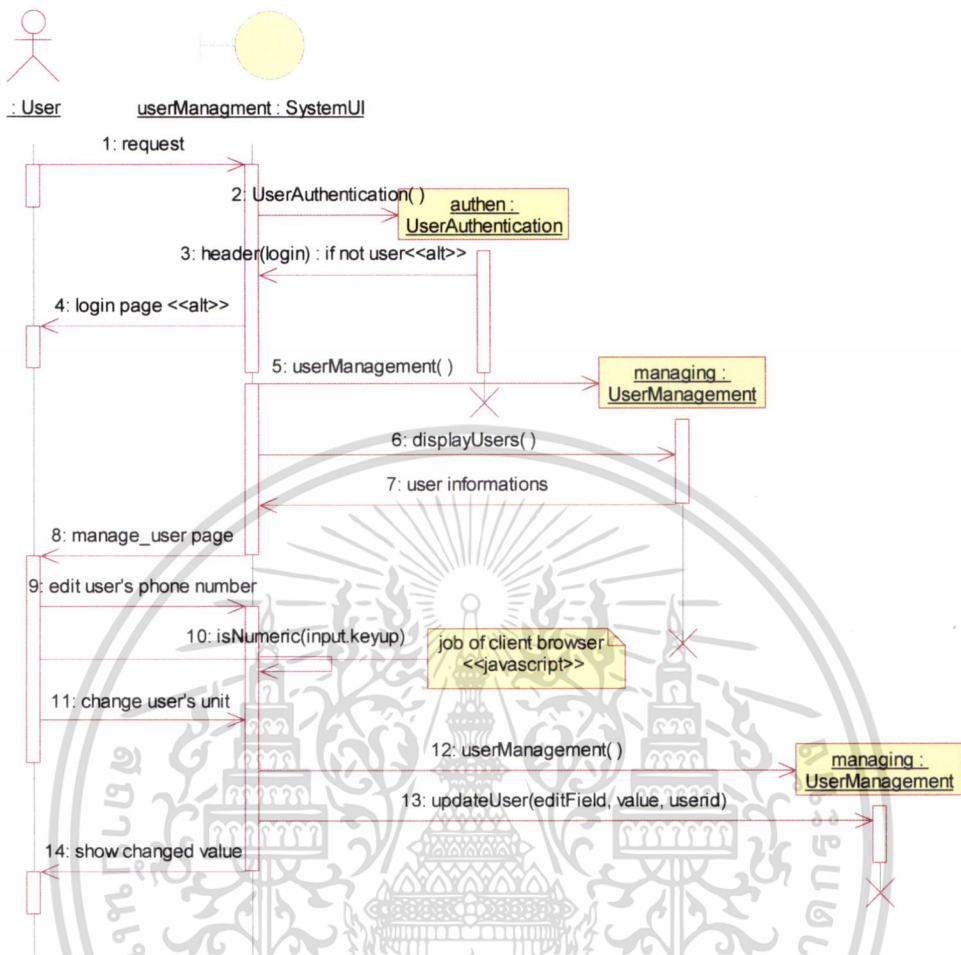 : User
userManagment : SystemUI
1: request
2: UserAuthentication( )
authen :
UserAuthentication
3: header(login) : if not user<<alt>>
4: login page <<alt>>
5: userManagement( )
managing :
UserManagement
6: displayUsers( )
7: user informations
8: manage_user page
9: edit user's phone number
10: isNumeric(input.keyup)
job of client browser
<<javascript>>
11: change user's unit
12: userManagement( )
managing :
UserManagement
13: updateUser(editField, value, userid)
14: show changed value